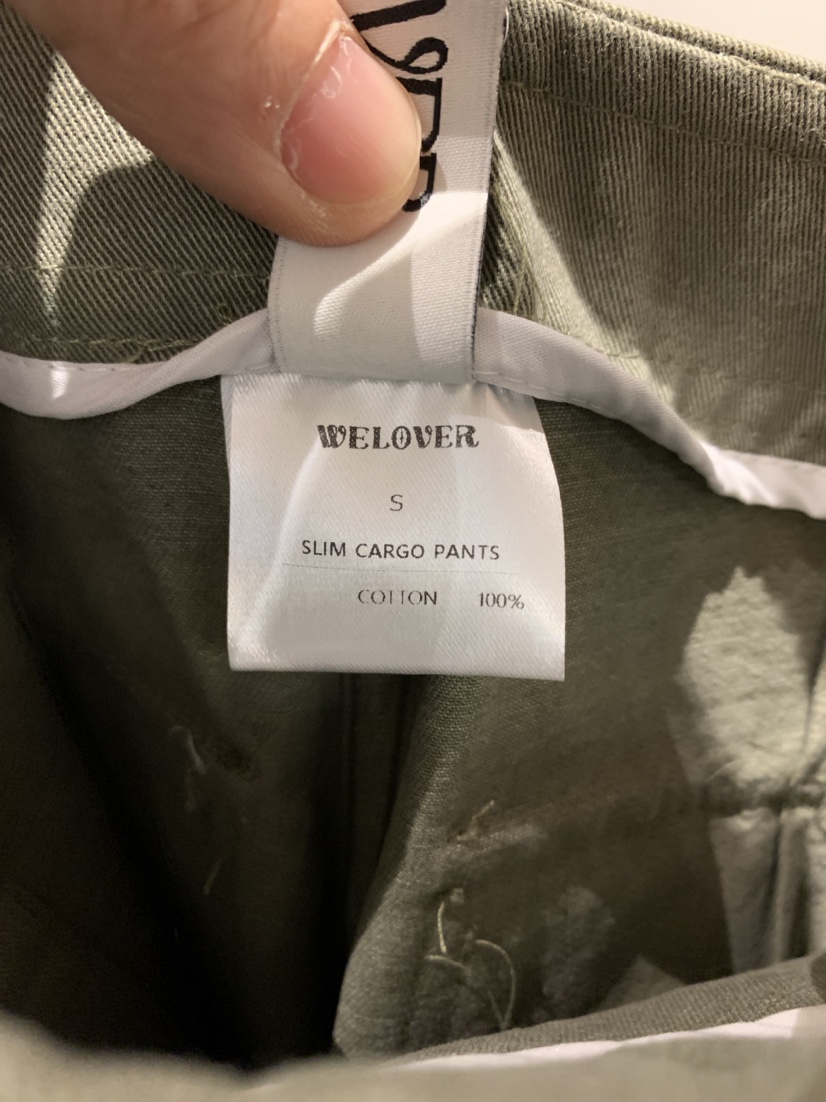 WELOVER
S
SLIM CARGO PANTS
COTTON 100%